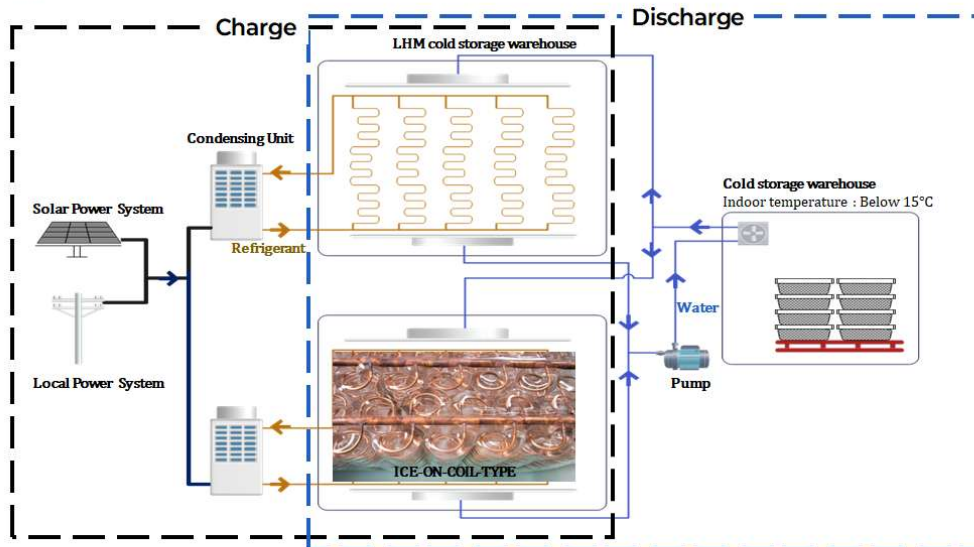 Charge
Discharge
LHM cold storage warehouse
Condensing Unit
Solar Power System
Refrigerant
Local Power System
Cold storage warehouse
Indoor temperature : Below 15°C
Water
Pump
ICE-ON-COIL-TYPE